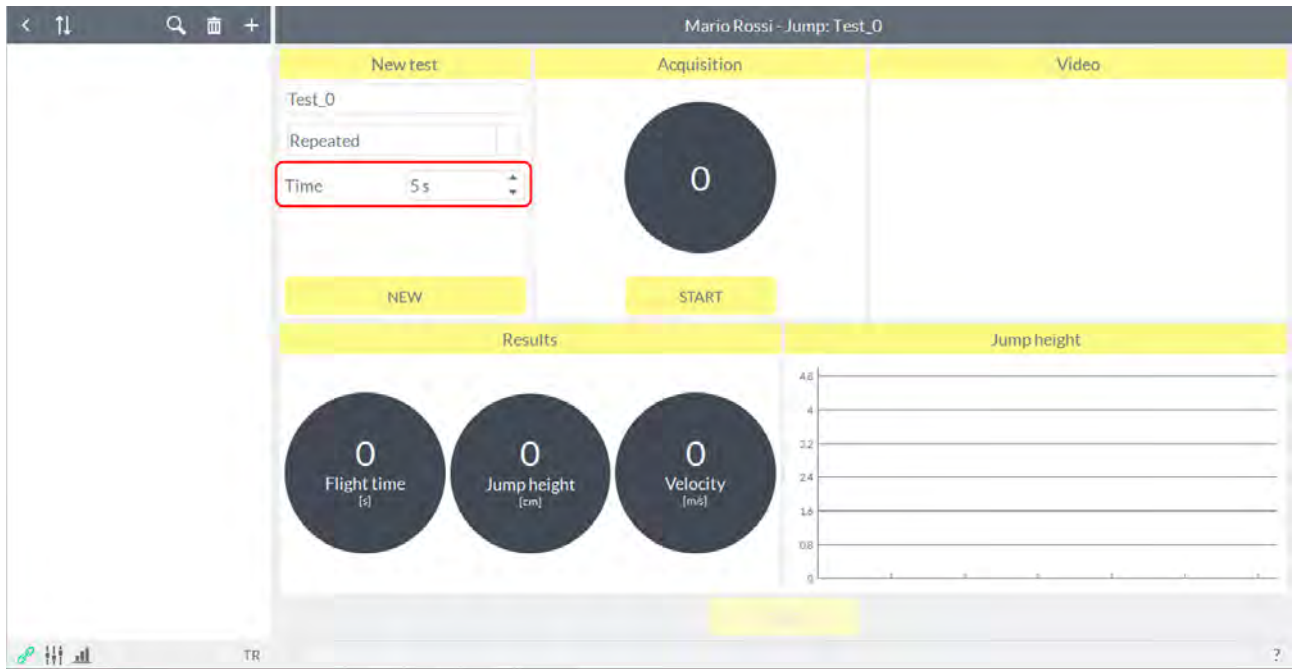 Mario Rossi - Jump: Test_0
New test
Acquisition
Video
Test_0
Repeated
Time 5 s
0
NEW
START
Results
Jump height
0
Flight time
[s]
0
Jump height
[cm]
0
Velocity
[m/s]
4.8
4
3.2
2.4
1.6
0.8
0
TR
?